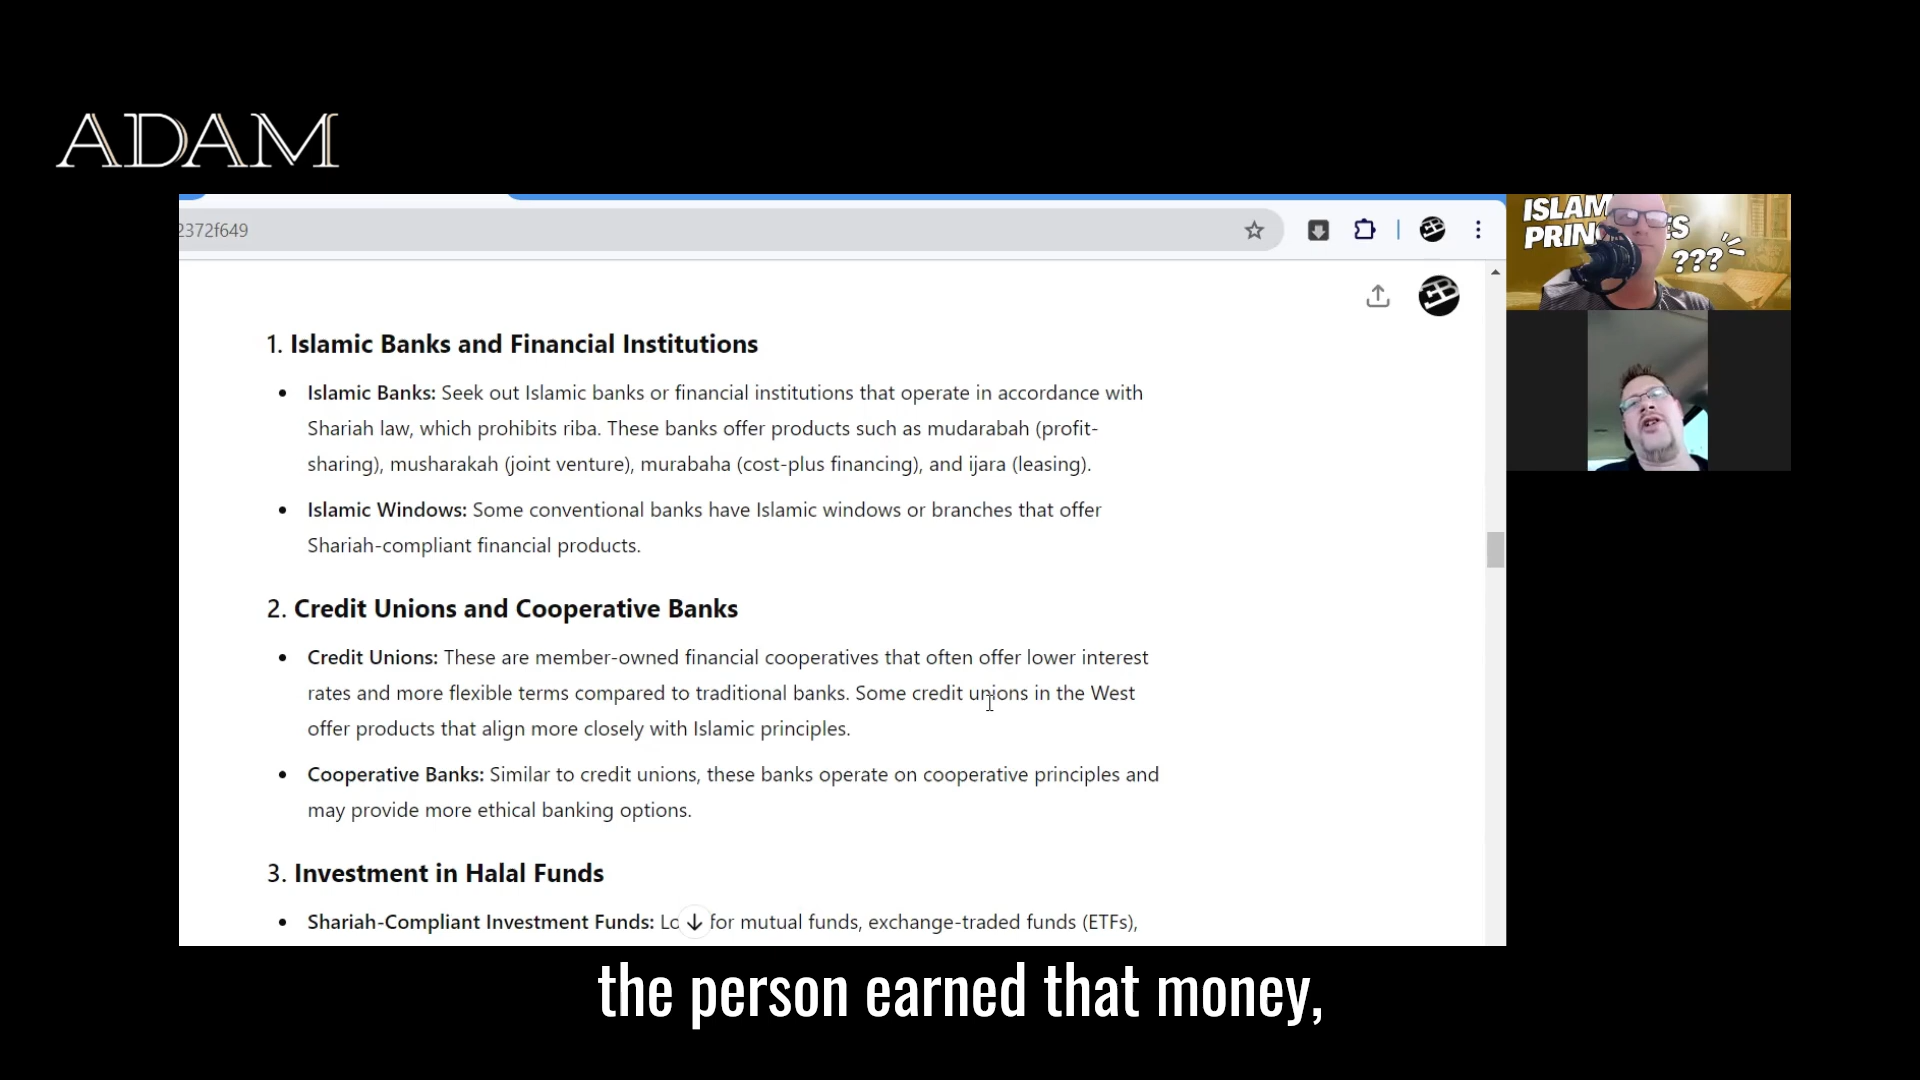 ADAM
2372f649
ISLAM
PRIN ES
???
1. Islamic Banks and Financial Institutions
Islamic Banks: Seek out Islamic banks or financial institutions that operate in accordance with
Shariah law, which prohibits riba. These banks offer products such as mudarabah (profit-
sharing), musharakah (joint venture), murabaha (cost-plus financing), and ijara (leasing).
Islamic Windows: Some conventional banks have Islamic windows or branches that offer
Shariah-compliant financial products.
2. Credit Unions and Cooperative Banks
Credit Unions: These are member-owned financial cooperatives that often offer lower interest
rates and more flexible terms compared to traditional banks. Some credit unions in the West
offer products that align more closely with Islamic principles.
Cooperative Banks: Similar to credit unions, these banks operate on cooperative principles and
may provide more ethical banking options.
3. Investment in Halal Funds
Shariah-Compliant Investment Funds: Lo for mutual funds, exchange-traded funds (ETFs),
the person earned that money,